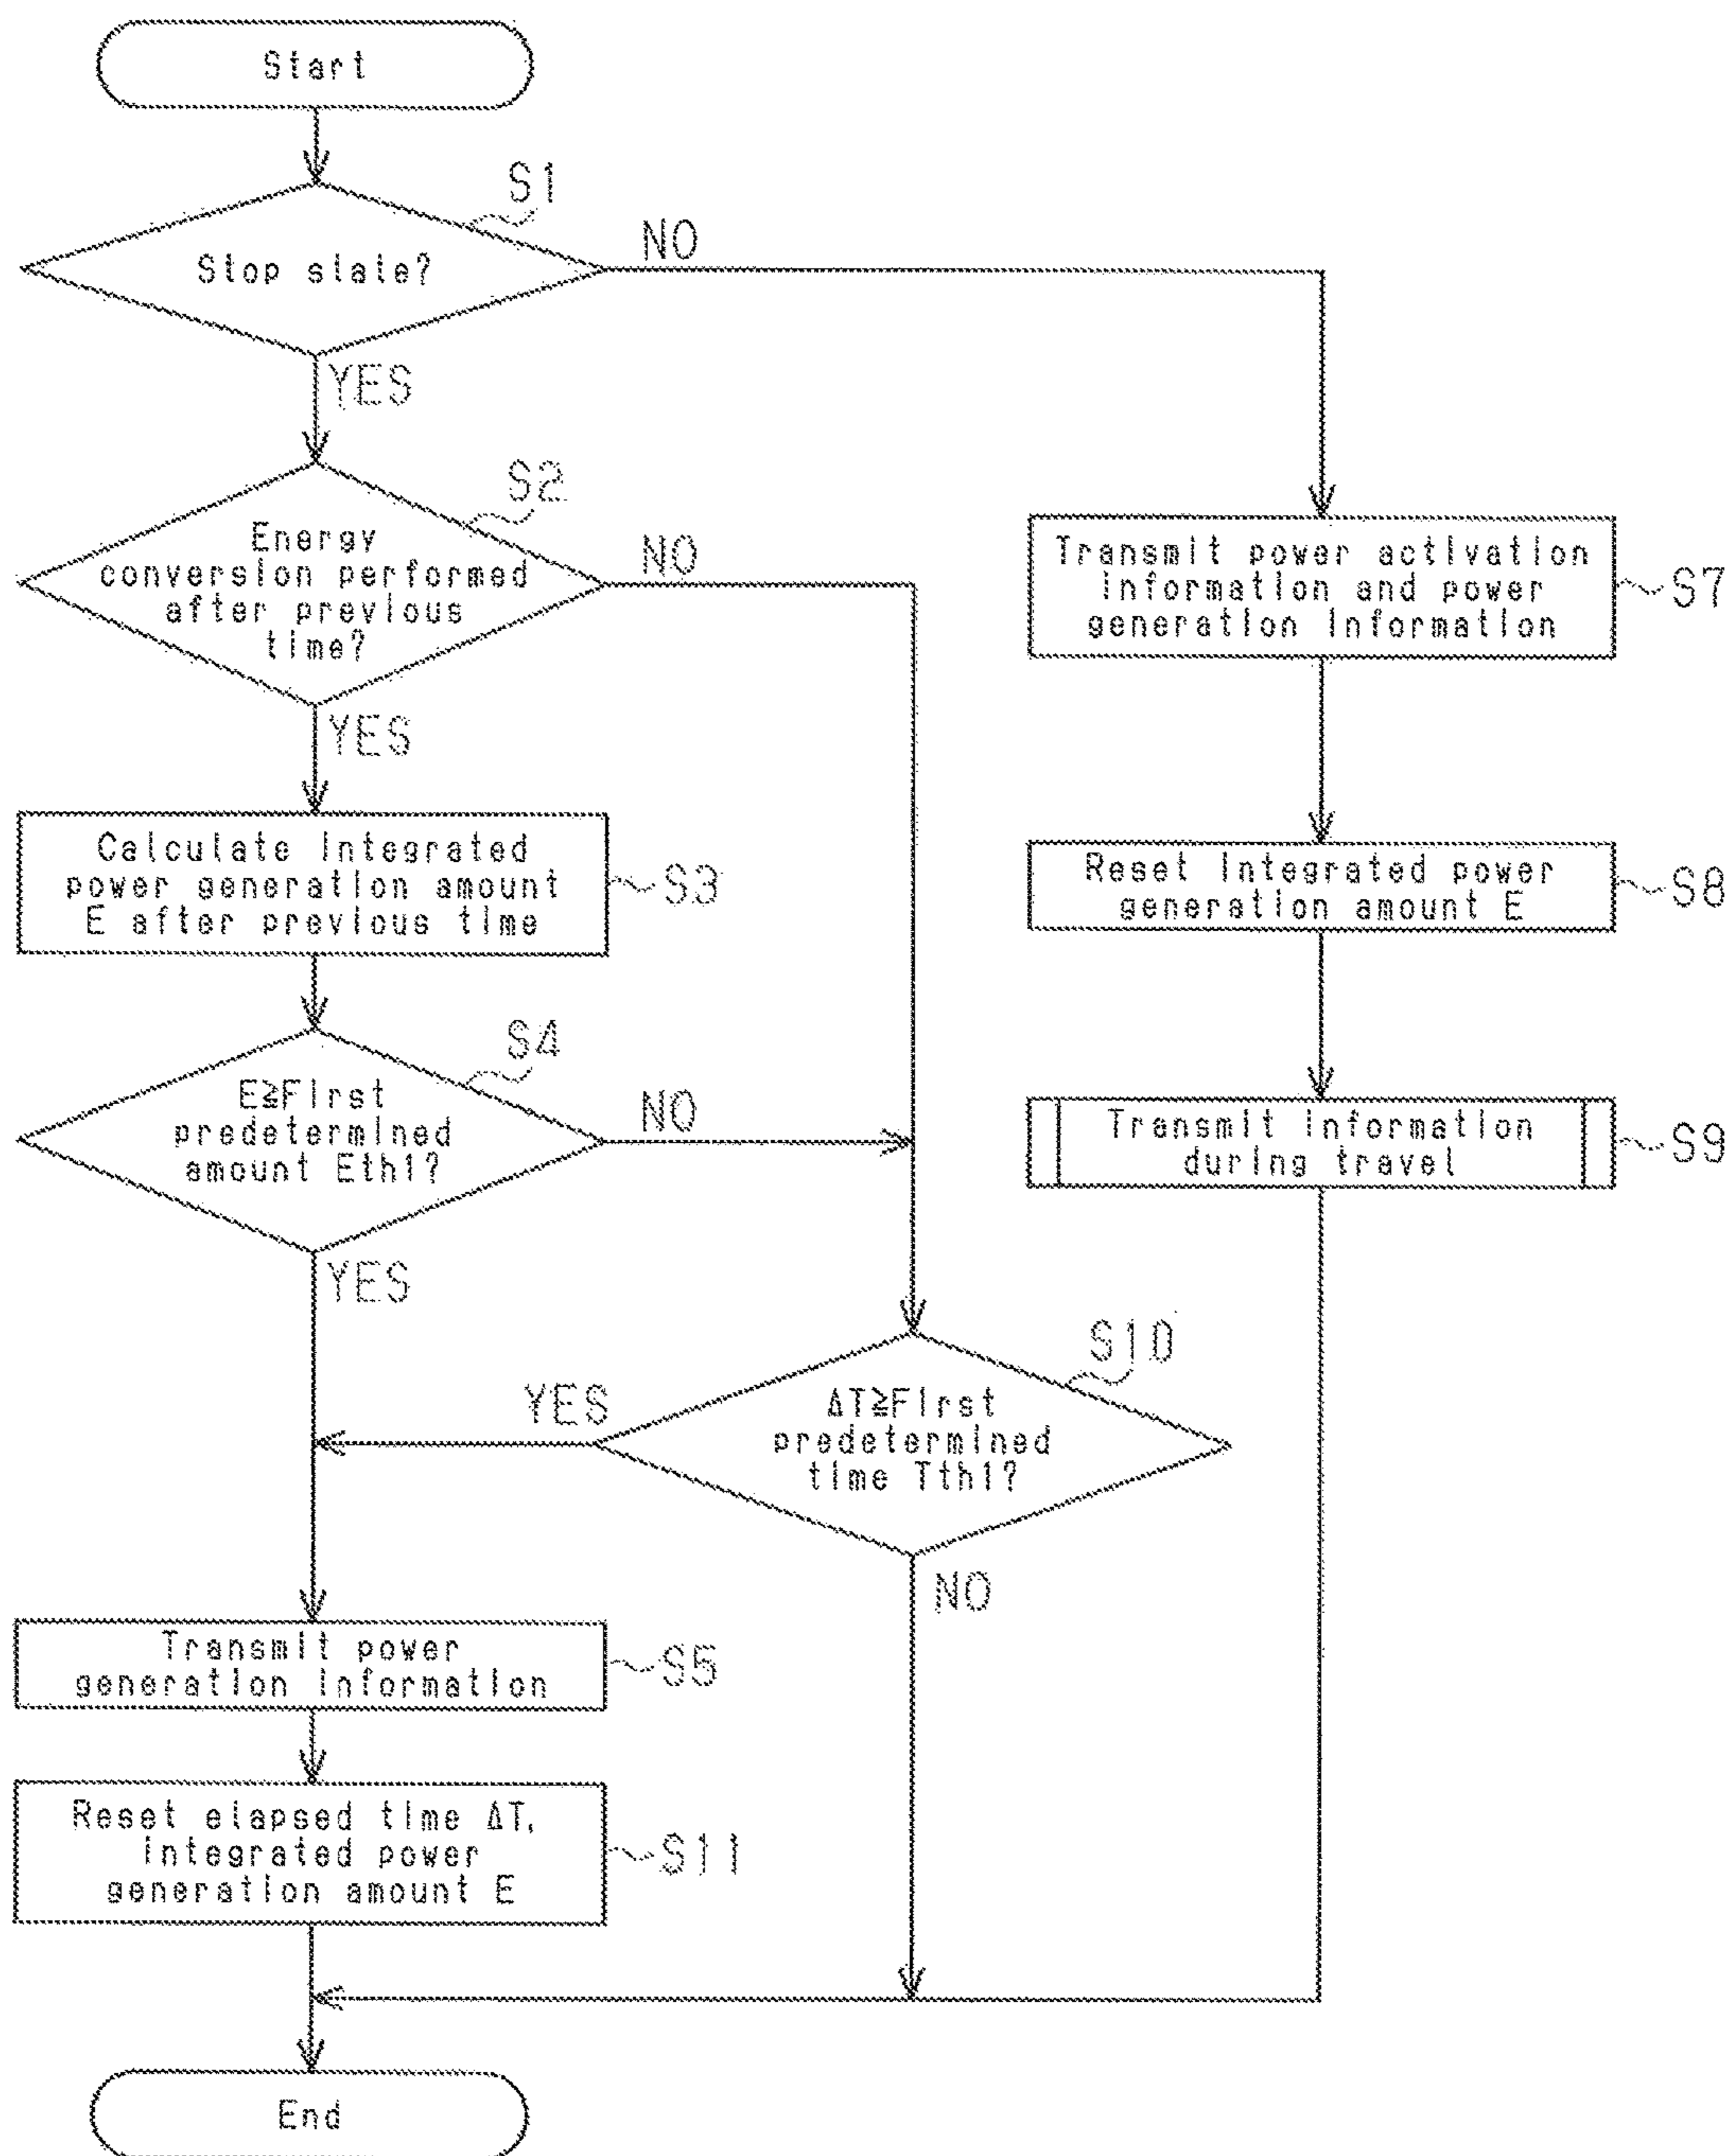 Start
S1
Stop state?
NO
YES
S2
Energy
conversion performed
after previous
time?
NO
YES
Transmit power activation
information and power
generation information
S7
Calculate integrated
power generation amount
E after previous time
S3
Reset integrated power
generation amount E
S8
S4
E≧First
predetermined
amount Eth1?
NO
YES
Transmit information
during travel
S9
S10
ΔT≧First
predetermined
time Tth1?
YES
NO
Transmit power
generation information
S5
Reset elapsed time ΔT,
integrated power
generation amount E
S11
End